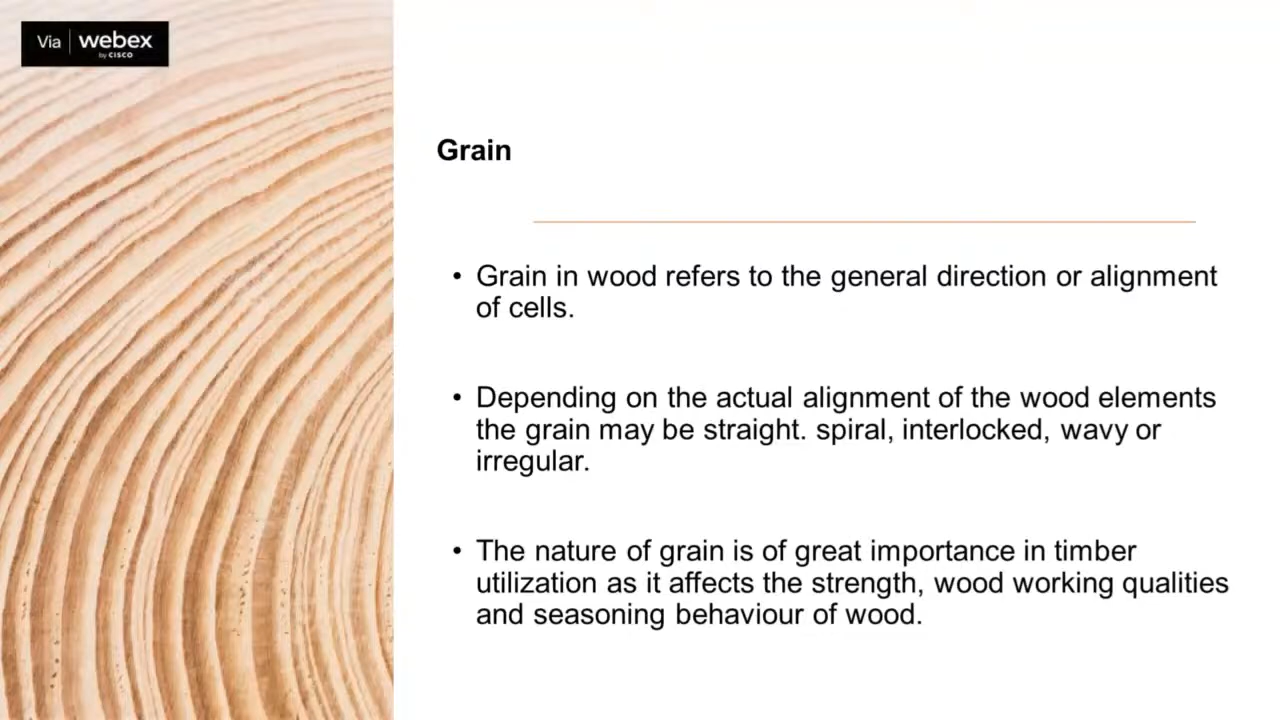 Via | webex
by CISCO
Grain
• Grain in wood refers to the general direction or alignment
of cells.
• Depending on the actual alignment of the wood elements
the grain may be straight. spiral, interlocked, wavy or
irregular.
• The nature of grain is of great importance in timber
utilization as it affects the strength, wood working qualities
and seasoning behaviour of wood.